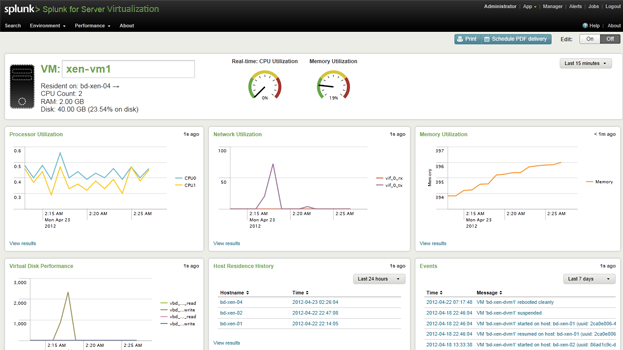 splunk> Splunk for Server Virtualization
Administrator | App | Manager | Alerts | Jobs | Logout
Search Environment Performance About
Help | About
Print Schedule PDF delivery Edit: On Off
VM: xen-vm1
Resident on: bd-xen-04 →
CPU Count: 2
RAM: 2.00 GB
Disk: 40.00 GB (23.54% on disk)
Real-time: CPU Utilization
0%
Memory Utilization
19%
Last 15 minutes
Processor Utilization 1s ago
0.6
0.5
0.4
0.3
CPU0
CPU1
2:15 AM 2:20 AM 2:25 AM
Mon Apr 23
2012
View results
Network Utilization 1s ago
100
50
vif_0_rx
vif_0_tx
2:15 AM 2:20 AM 2:25 AM
Mon Apr 23
2012
View results
Memory Utilization < 1m ago
397
396
395
394
Memory
Memory
2:15 AM 2:20 AM 2:25 AM
Mon Apr 23
2012
View results
Virtual Disk Performance 1s ago
3,000
2,000
1,000
vbd_..._read
vbd_...write
vbd_..._read
vbd_...write
2:15 AM 2:20 AM 2:25 AM
Host Residence History 1s ago
Last 24 hours
Hostname Time
bd-xen-04 2012-04-23 02:26:04
bd-xen-02 2012-04-22 22:47:08
bd-xen-01 2012-04-22 22:14:05
View results
Events 1s ago
Last 7 days
Time Message
2012-04-22 07:17:48 VM 'bd-xen-dvm1' rebooted cleanly
2012-04-18 22:46:04 VM 'bd-xen-dvm1' suspended
2012-04-18 22:46:04 VM 'bd-xen-dvm1' started on host: bd-xen-01 (uuid: 2ca0e806-4
2012-04-18 22:46:04 VM 'bd-xen-dvm1' resumed on host: bd-xen-01 (uuid: 2ca0e806-
2012-04-18 13:33:38 VM 'bd-xen-dvm1' started on host: bd-xen-02